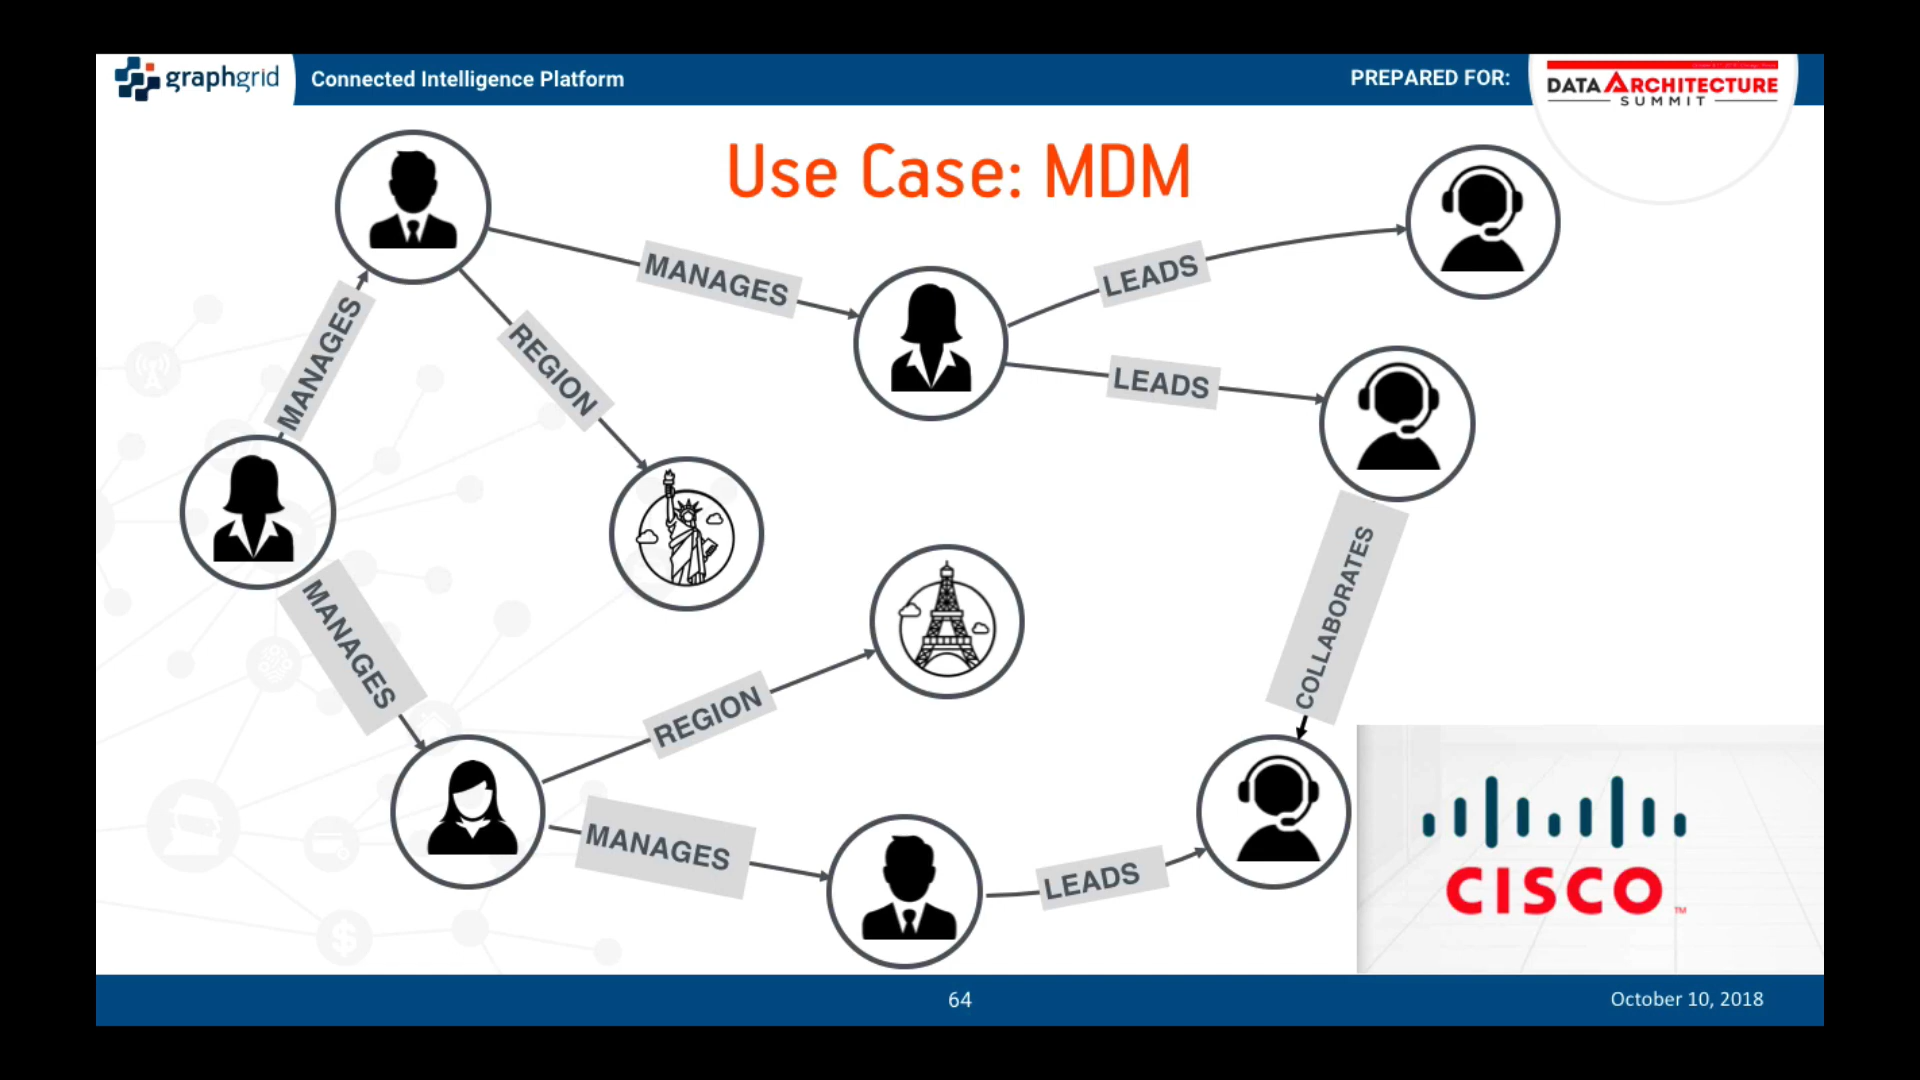 graphgrid
Connected Intelligence Platform
PREPARED FOR:
DATA ARCHITECTURE
SUMMIT
Use Case: MDM
MANAGES
LEADS
MANAGES
REGION
LEADS
COLLABORATES
MANAGES
REGION
MANAGES
LEADS
CISCO
TM
64
October 10, 2018